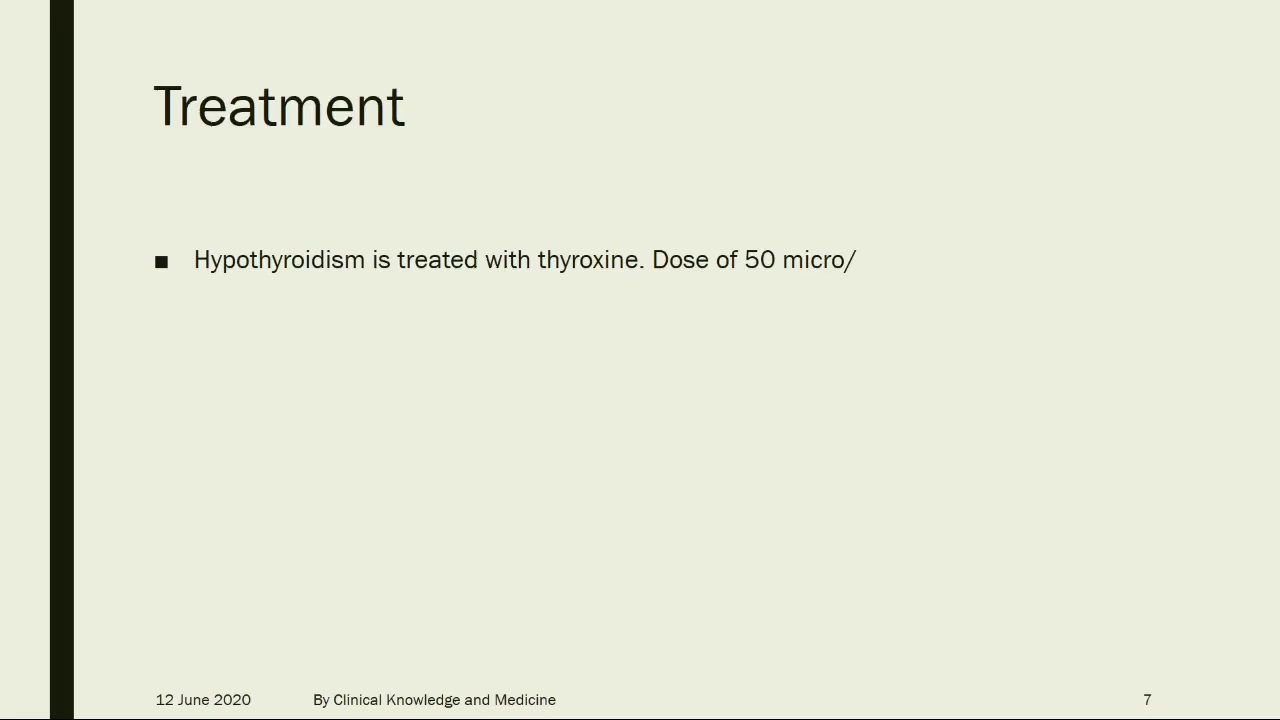 Treatment
■ Hypothyroidism is treated with thyroxine. Dose of 50 micro/
12 June 2020 By Clinical Knowledge and Medicine 7